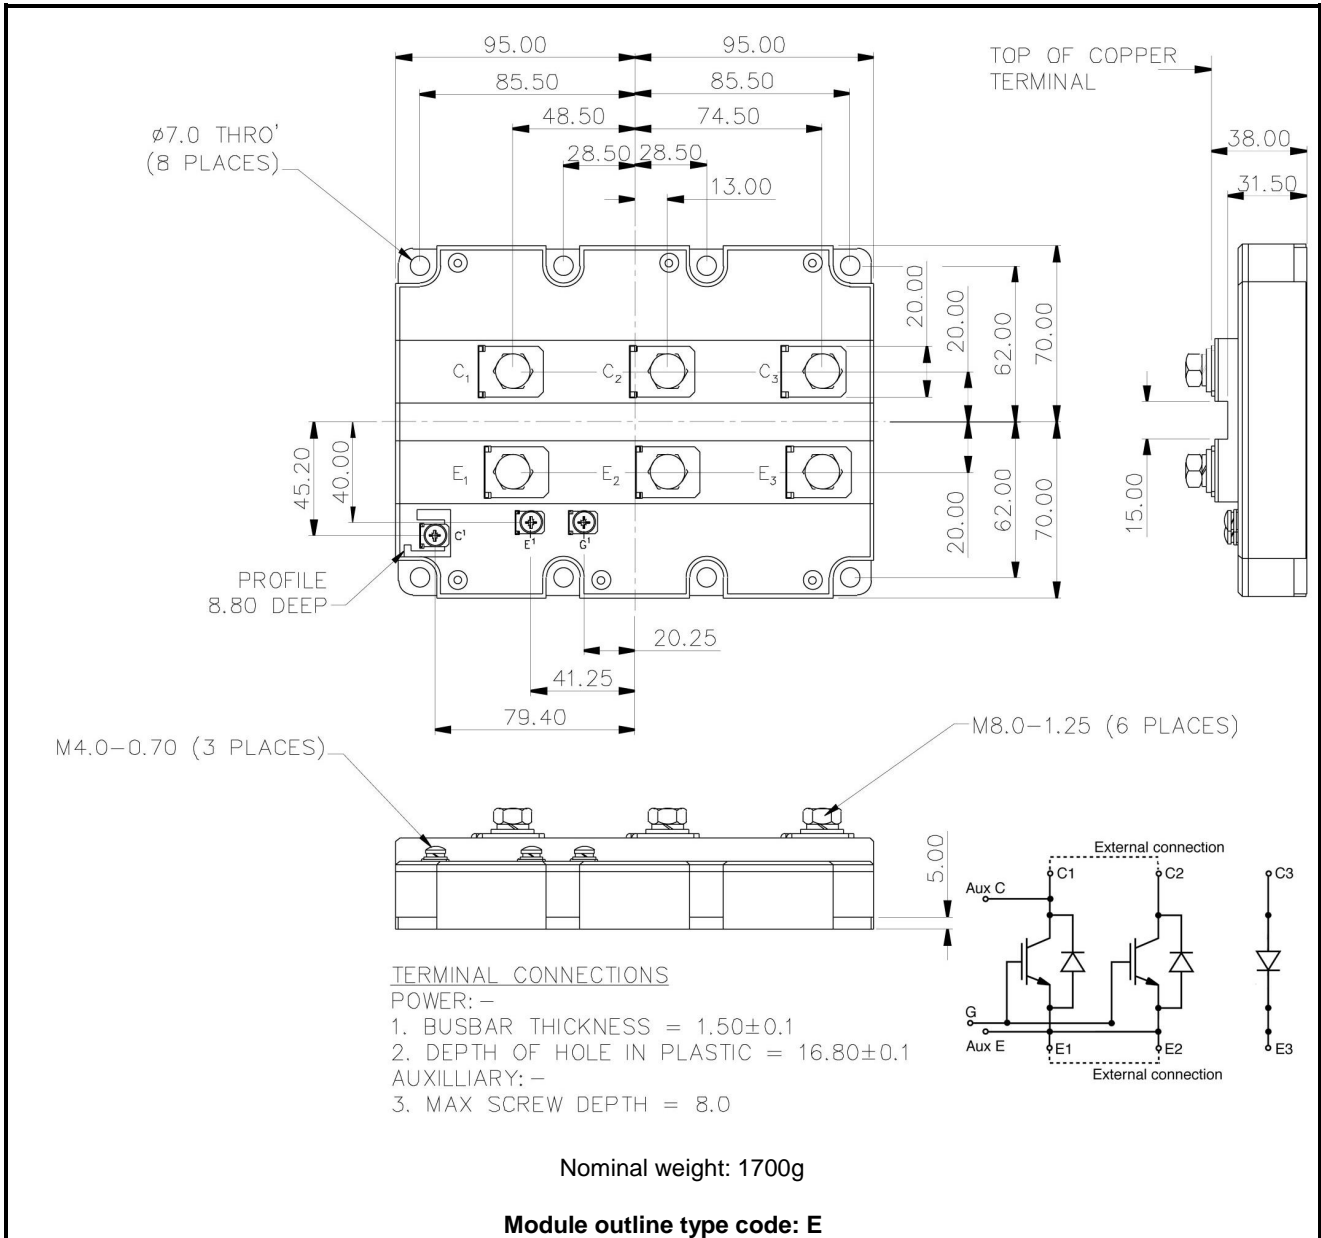 95.00 95.00
85.50 85.50
48.50 74.50
28.50 28.50
13.00
TOP OF COPPER
TERMINAL
38.00
31.50
ø7.0 THRO'
(8 PLACES)
20.00
20.00
62.00
70.00
C1 C2 C3
45.20
40.00
E1 E2 E3
20.00
62.00
70.00
15.00
C¹ E¹ G¹
PROFILE
8.80 DEEP
20.25
41.25
79.40
M4.0-0.70 (3 PLACES)
M8.0-1.25 (6 PLACES)
5.00
External connection
C1 C2 C3
Aux C
G
Aux E
E1 E2 E3
External connection
TERMINAL CONNECTIONS
POWER:-
1. BUSBAR THICKNESS = 1.50±0.1
2. DEPTH OF HOLE IN PLASTIC = 16.80±0.1
AUXILLIARY:-
3. MAX SCREW DEPTH = 8.0
Nominal weight: 1700g
Module outline type code: E